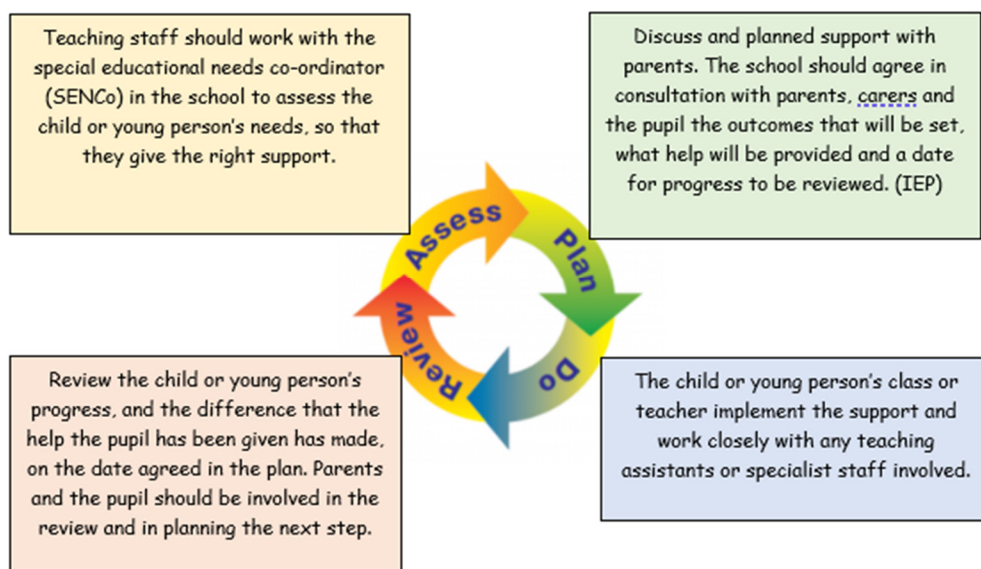 Teaching staff should work with the
special educational needs co-ordinator
(SENCo) in the school to assess the
child or young person's needs, so that
they give the right support.
Discuss and planned support with
parents. The school should agree in
consultation with parents, carers and
the pupil the outcomes that will be set,
what help will be provided and a date
for progress to be reviewed. (IEP)
Assess
Plan
Do
Review
Review the child or young person's
progress, and the difference that the
help the pupil has been given has made,
on the date agreed in the plan. Parents
and the pupil should be involved in the
review and in planning the next step.
The child or young person's class or
teacher implement the support and
work closely with any teaching
assistants or specialist staff involved.